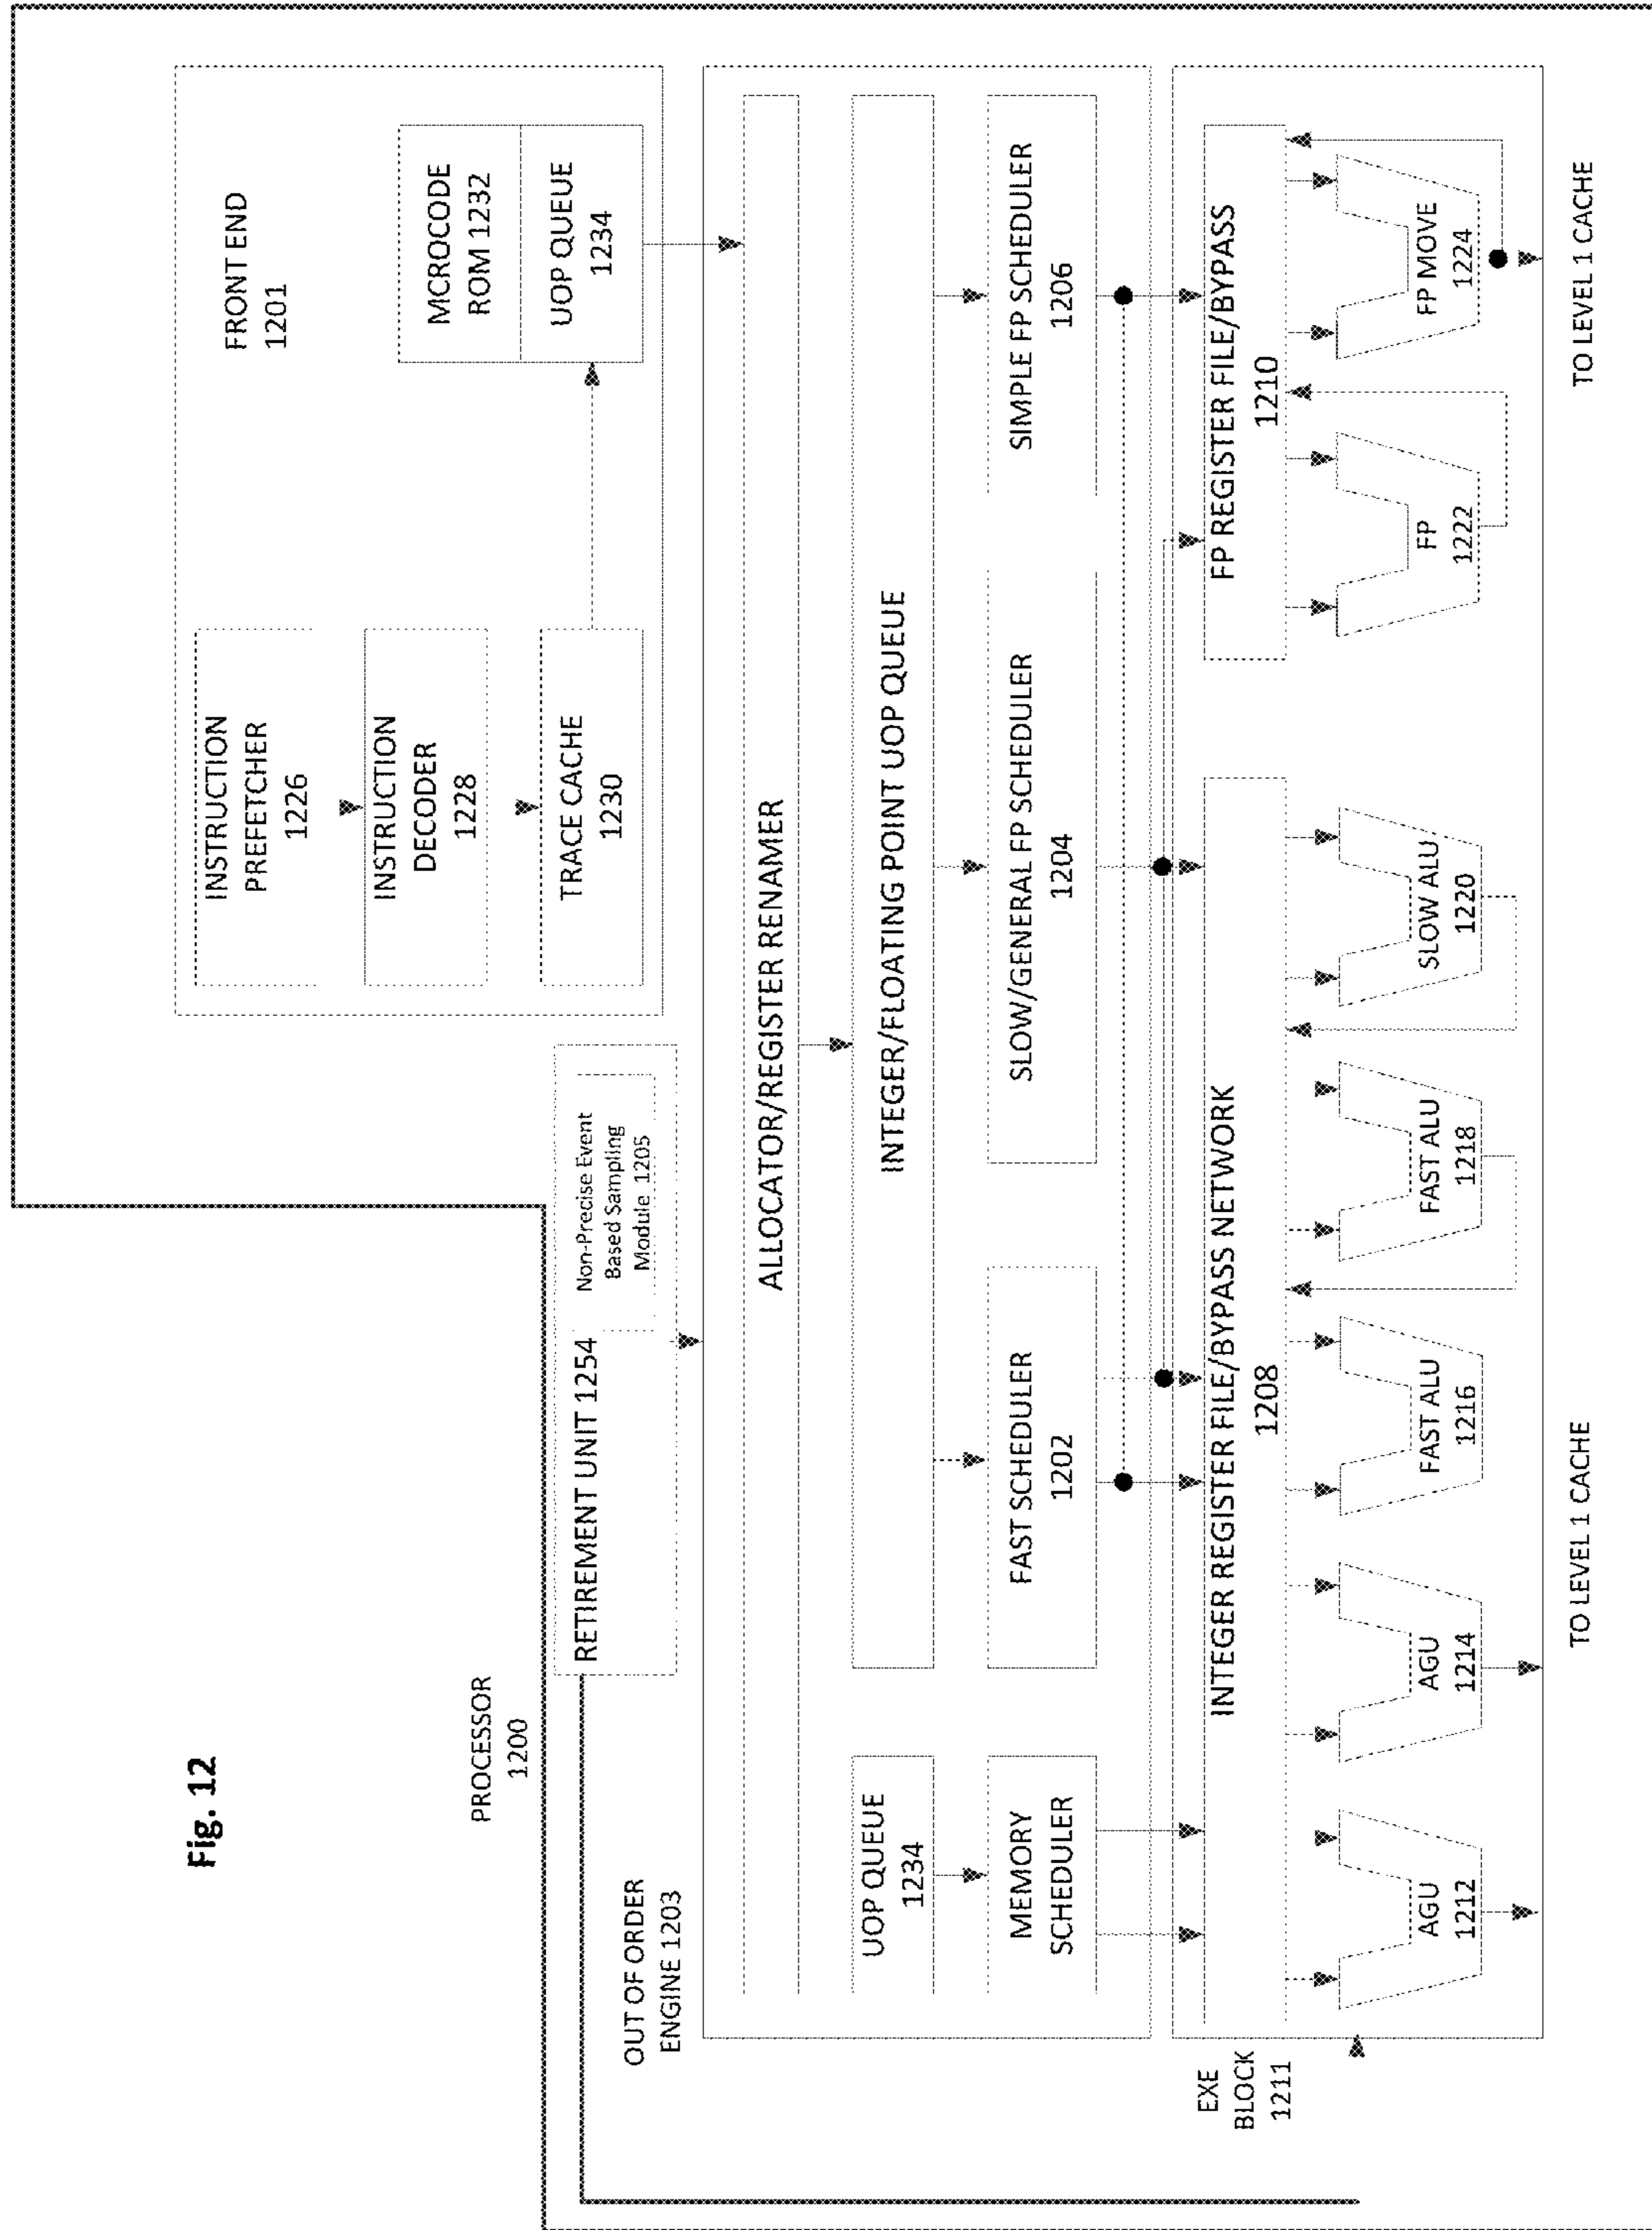 Fig. 12
PROCESSOR
1200
FRONT END
1201
INSTRUCTION
PREFETCHER
1226
INSTRUCTION
DECODER
1228
TRACE CACHE
1230
MCROCODE
ROM 1232
UOP QUEUE
1234
RETIREMENT UNIT 1254
Non-Precise Event
Based Sampling
Module 1205
OUT OF ORDER
ENGINE 1203
ALLOCATOR/REGISTER RENAMER
UOP QUEUE
1234
INTEGER/FLOATING POINT UOP QUEUE
MEMORY
SCHEDULER
FAST SCHEDULER
1202
SLOW/GENERAL FP SCHEDULER
1204
SIMPLE FP SCHEDULER
1206
EXE
BLOCK
1211
INTEGER REGISTER FILE/BYPASS NETWORK
1208
FP REGISTER FILE/BYPASS
1210
AGU
1212
AGU
1214
FAST ALU
1216
FAST ALU
1218
SLOW ALU
1220
FP
1222
FP MOVE
1224
TO LEVEL 1 CACHE
TO LEVEL 1 CACHE